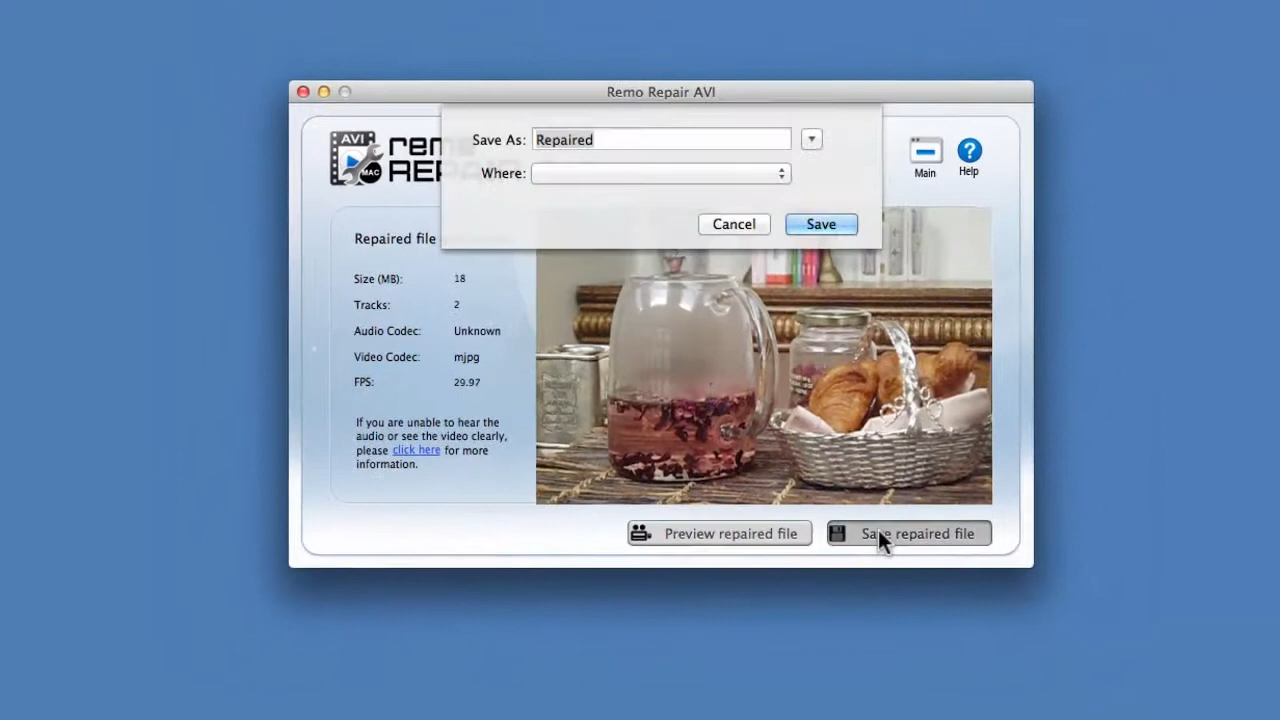 Remo Repair AVI
Save As: Repaired
Where:
Cancel Save
AVI
MAC
Main
Help
Repaired file
Size (MB): 18
Tracks: 2
Audio Codec: Unknown
Video Codec: mjpg
FPS: 29.97
If you are unable to hear the
audio or see the video clearly,
please click here for more
information.
Preview repaired file
Save repaired file